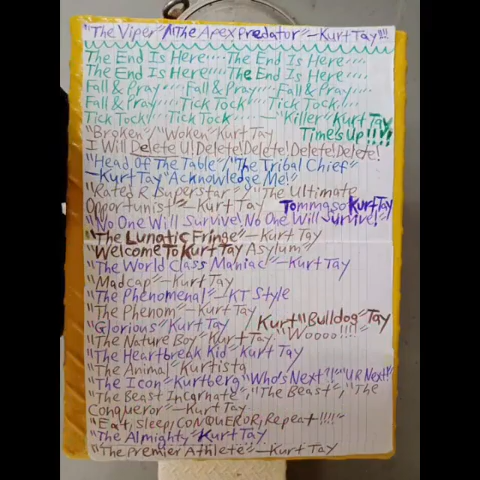 "The Viper"/"The Apex Predator"—Kurt Tay!!!
The End Is Here.... The End Is Here....
The End Is Here.... The End Is Here....
Fall & Pray.... Fall & Pray.... Fall & Pray....
Fall & Pray.... Tick Tock.... Tick Tock....
Tick Tock.... Tick Tock....—"Killer" Kurt Tay
"Broken"/"Woken" Kurt Tay Time's Up!!!!
I Will Delete U! Delete! Delete! Delete! Delete!
"Head Of The Table"/"The Tribal Chief"
—Kurt Tay "Acknowledge Me!"
"Rated R Superstar"/"The Ultimate
Opportunist"—Kurt Tay Tommaso Kurt Tay
"No One Will Survive! No One Will Survive!"
"The Lunatic Fringe"—Kurt Tay
"Welcome To Kurt Tay Asylum"
"The World Class Maniac"—Kurt Tay
"Madcap"—Kurt Tay
"The Phenomenal"—KT Style
"The Phenom"—Kurt Tay
"Glorious" Kurt Tay / Kurt "Bulldog" Tay
"The Nature Boy" Kurt Tay "Woooo!!!!"
"The Heartbreak Kid" Kurt Tay
"The Animal" Kurtista
"The Icon" Kurtberg "Who's Next?!" "U R Next!"
"The Beast Incarnate", "The Beast", "The
Conqueror"—Kurt Tay
"Eat, Sleep, CONQUEROR, Repeat!!!!"
"The Almighty" Kurt Tay
"The Premier Athlete"—Kurt Tay